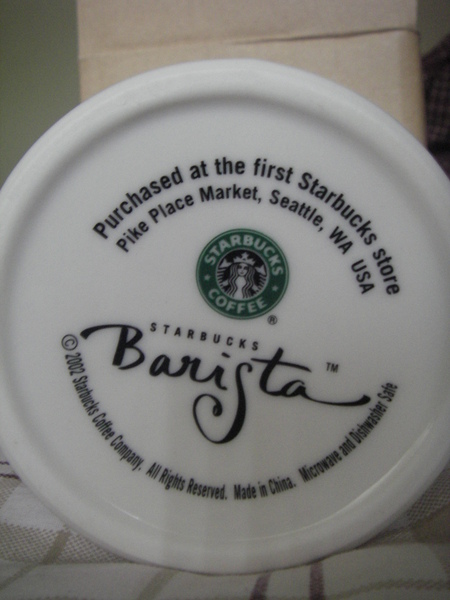 Purchased at the first Starbucks store
Pike Place Market, Seattle, WA USA
STARBUCKS
COFFEE
®
STARBUCKS
Barista ™
© 2002 Starbucks Coffee Company. All Rights Reserved. Made in China. Microwave and Dishwasher Safe